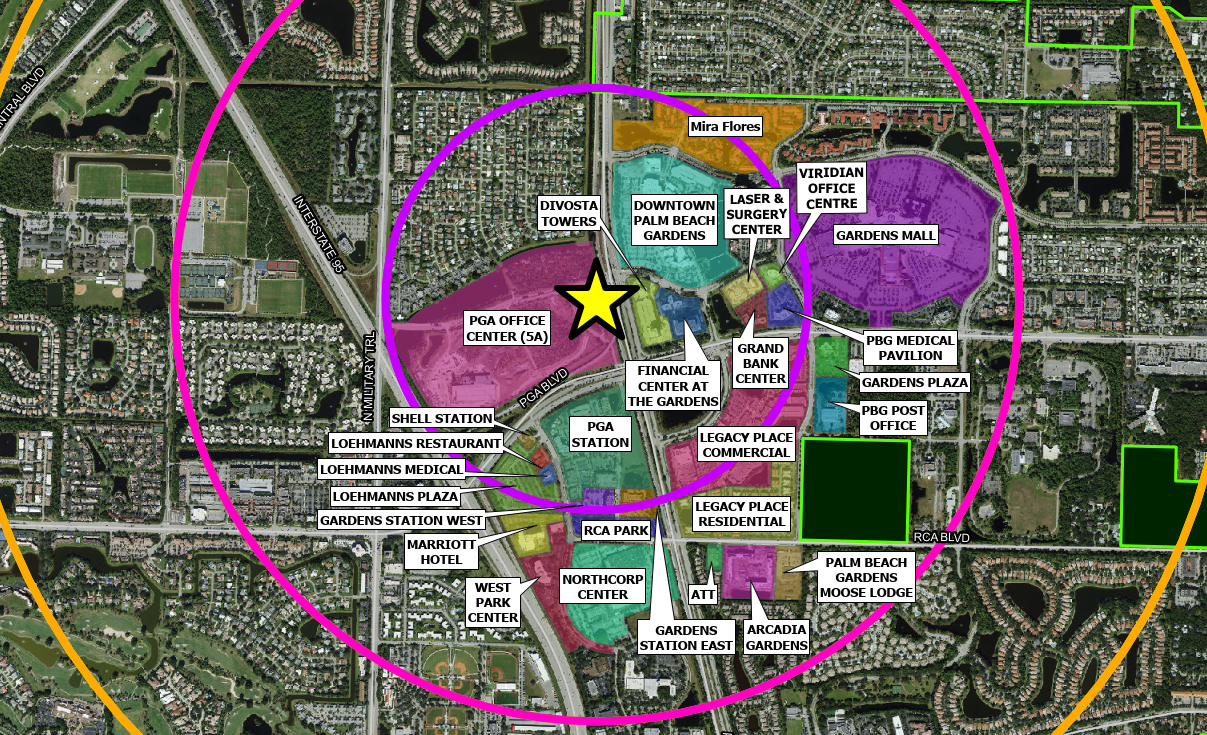 NTRAL BLVD
Mira Flores
INTERSTATE 95
DIVOSTA
TOWERS
DOWNTOWN
PALM BEACH
GARDENS
LASER &
SURGERY
CENTER
VIRIDIAN
OFFICE
CENTRE
GARDENS MALL
PGA OFFICE
CENTER (5A)
N MILITARY TRL
PGA BLVD
FINANCIAL
CENTER AT
THE GARDENS
GRAND
BANK
CENTER
PBG MEDICAL
PAVILION
GARDENS PLAZA
PBG POST
OFFICE
SHELL STATION
LOEHMANNS RESTAURANT
LOEHMANNS MEDICAL
LOEHMANNS PLAZA
GARDENS STATION WEST
PGA
STATION
LEGACY PLACE
COMMERCIAL
LEGACY PLACE
RESIDENTIAL
RCA PARK
RCA BLVD
MARRIOTT
HOTEL
WEST
PARK
CENTER
NORTHCORP
CENTER
GARDENS
STATION EAST
ATT
ARCADIA
GARDENS
PALM BEACH
GARDENS
MOOSE LODGE